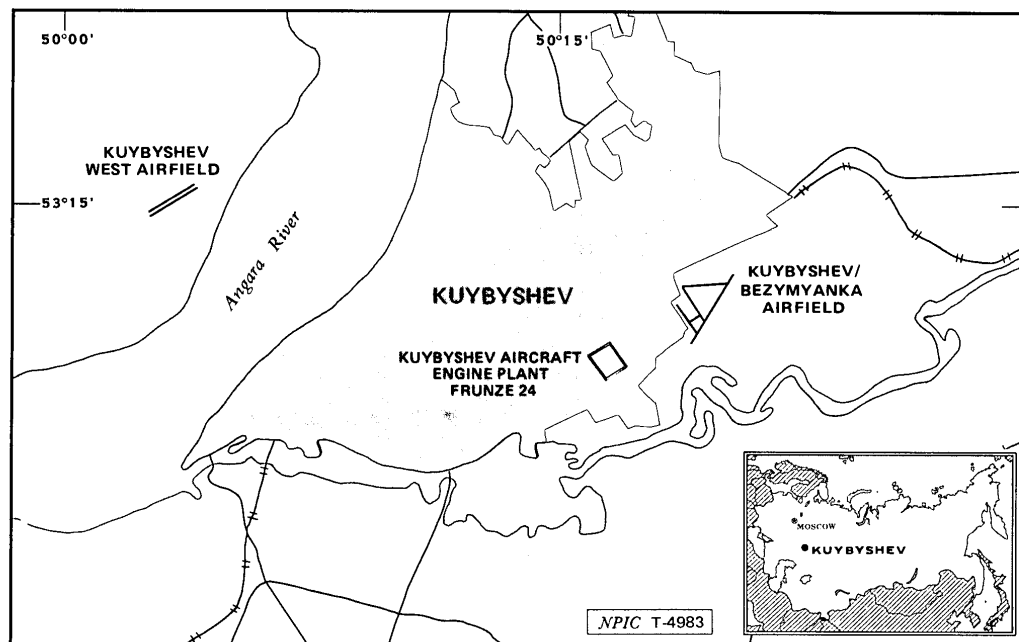 50°00'
50°15'
KUYBYSHEV
WEST AIRFIELD
53°15'
Angara River
KUYBYSHEV
KUYBYSHEV/
BEZYMYANKA
AIRFIELD
KUYBYSHEV AIRCRAFT
ENGINE PLANT
FRUNZE 24
MOSCOW
KUYBYSHEV
NPIC T-4983